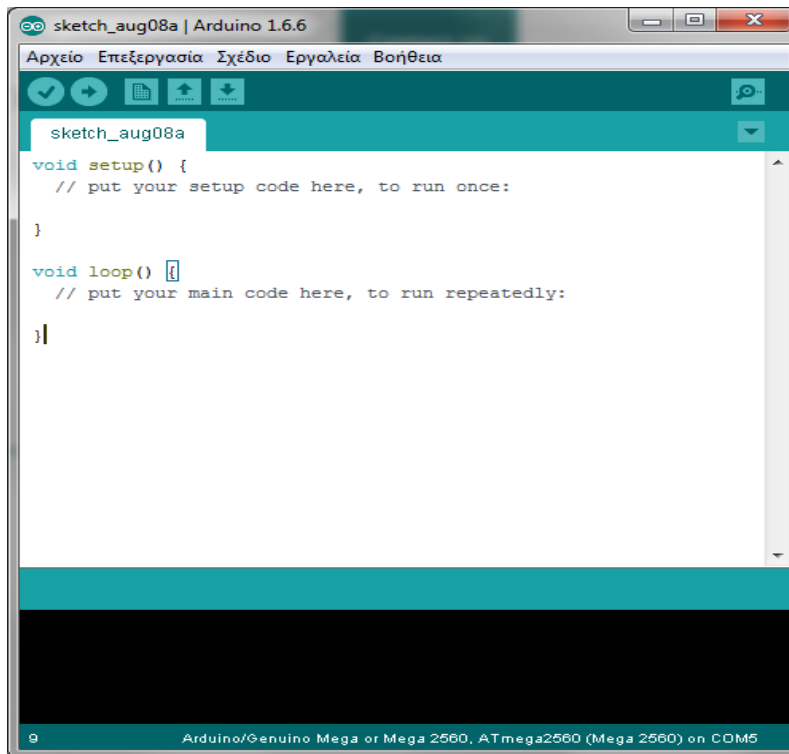 sketch_aug08a | Arduino 1.6.6
Αρχείο Επεξεργασία Σχέδιο Εργαλεία Βοήθεια
sketch_aug08a
void setup() {
  // put your setup code here, to run once:
}
void loop() {
  // put your main code here, to run repeatedly:
}
9 Arduino/Genuino Mega or Mega 2560, ATmega2560 (Mega 2560) on COM5